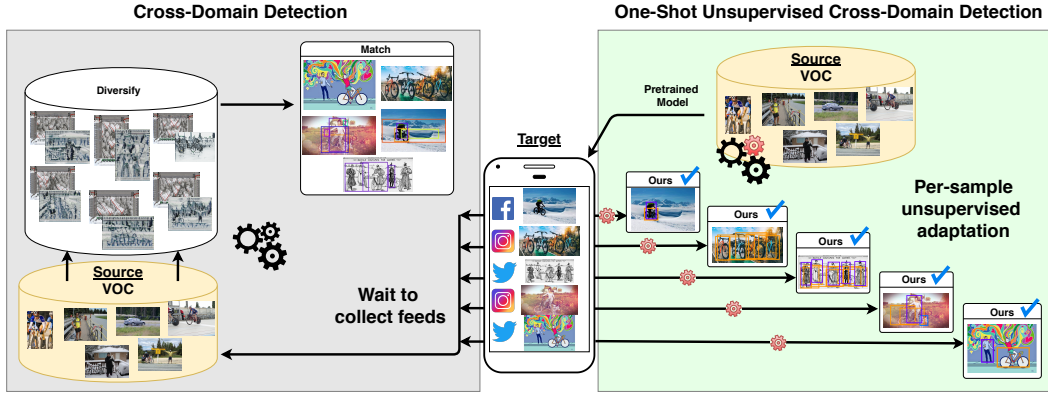 Cross-Domain Detection
One-Shot Unsupervised Cross-Domain Detection
Diversify
Match
Source
VOC
Wait to
collect feeds
Target
Pretrained
Model
Source
VOC
Ours
Ours
Ours
Ours
Ours
Per-sample
unsupervised
adaptation